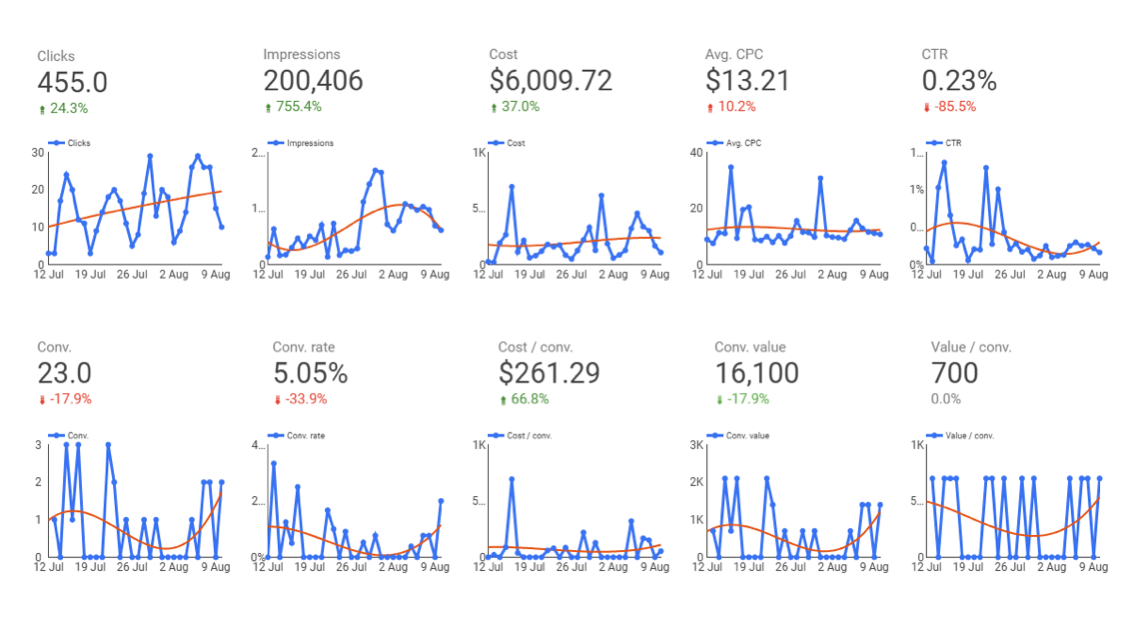 Clicks
455.0
24.3%
Clicks
30
20
10
0
12 Jul 19 Jul 26 Jul 2 Aug 9 Aug
Impressions
200,406
755.4%
Impressions
2...
1...
0
12 Jul 19 Jul 26 Jul 2 Aug 9 Aug
Cost
$6,009.72
37.0%
Cost
1K
5...
0
12 Jul 19 Jul 26 Jul 2 Aug 9 Aug
Avg. CPC
$13.21
10.2%
Avg. CPC
40
20
0
12 Jul 19 Jul 26 Jul 2 Aug 9 Aug
CTR
0.23%
-85.5%
CTR
1...
1%
0...
0%
12 Jul 19 Jul 26 Jul 2 Aug 9 Aug
Conv.
23.0
-17.9%
Conv.
3
2
1
0
12 Jul 19 Jul 26 Jul 2 Aug 9 Aug
Conv. rate
5.05%
-33.9%
Conv. rate
4...
2...
0%
12 Jul 19 Jul 26 Jul 2 Aug 9 Aug
Cost / conv.
$261.29
66.8%
Cost / conv.
1K
5...
0
12 Jul 19 Jul 26 Jul 2 Aug 9 Aug
Conv. value
16,100
-17.9%
Conv. value
3K
2K
1K
0
12 Jul 19 Jul 26 Jul 2 Aug 9 Aug
Value / conv.
700
0.0%
Value / conv.
1K
5...
0
12 Jul 19 Jul 26 Jul 2 Aug 9 Aug